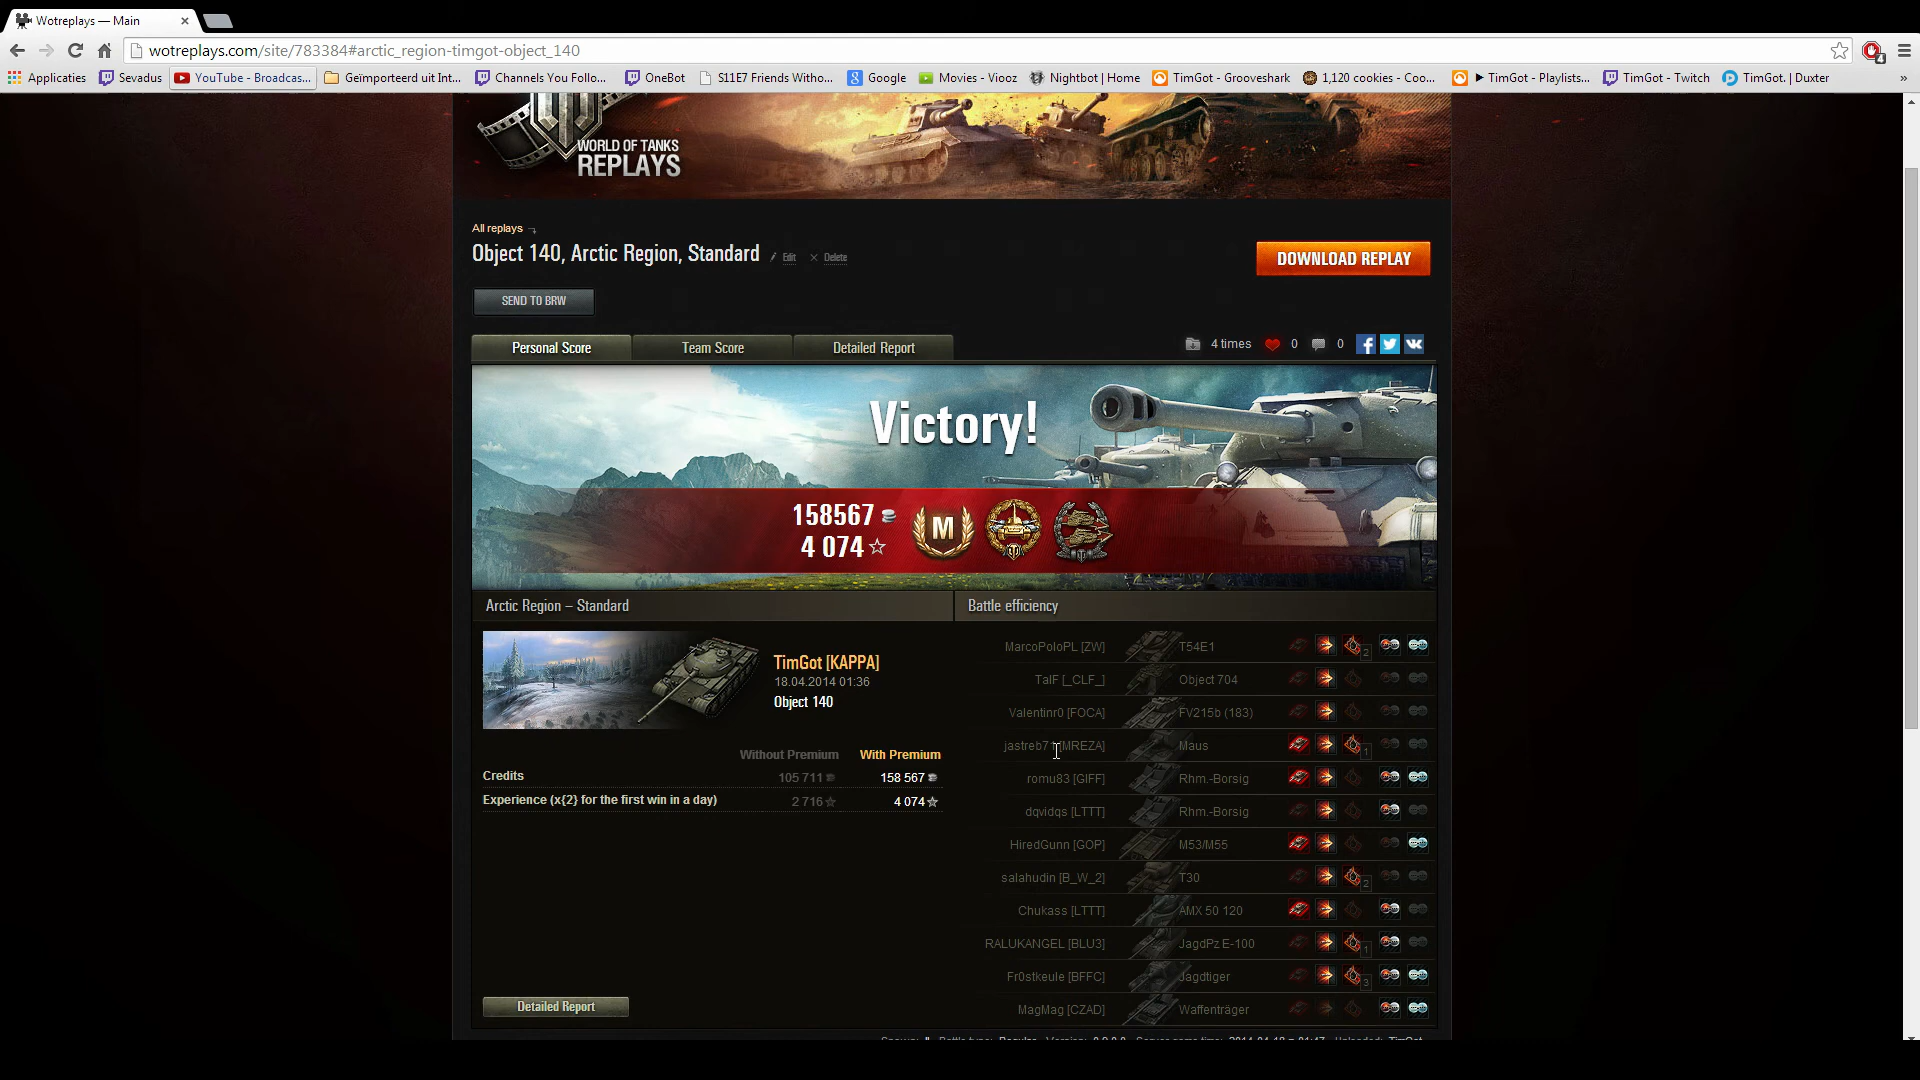 Wotreplays — Main
wotreplays.com/site/783384#arctic_region-timgot-object_140
4
Applicaties Sevadus YouTube - Broadcas... Geïmporteerd uit Int... Channels You Follo... OneBot S11E7 Friends Witho... Google Movies - Viooz Nightbot | Home TimGot - Grooveshark 1,120 cookies - Coo... ▶ TimGot - Playlists... TimGot - Twitch TimGot. | Duxter »
WORLD OF TANKS
REPLAYS
All replays
Object 140, Arctic Region, Standard Edit Delete
DOWNLOAD REPLAY
SEND TO BRW
Personal Score Team Score Detailed Report 4 times 0 0
Victory!
158567
4 074
M
Arctic Region – Standard
Battle efficiency
TimGot [KAPPA]
18.04.2014 01:36
Object 140
Without Premium With Premium
Credits 105 711 158 567
Experience (x{2} for the first win in a day) 2 716 4 074
Detailed Report
MarcoPoloPL [ZW] T54E1 2
TalF [_CLF_] Object 704
Valentinr0 [FOCA] FV215b (183)
[MREZA] Maus 1
romu83 [GIFF] Rhm.-Borsig
dqvidqs [LTTT] Rhm.-Borsig
HiredGunn [GOP] M53/M55
salahudin [B_W_2] T30 2
Chukass [LTTT] AMX 50 120
RALUKANGEL [BLU3] JagdPz E-100 1
Fr0stkeule [BFFC] Jagdtiger 3
MagMag [CZAD] Waffenträger